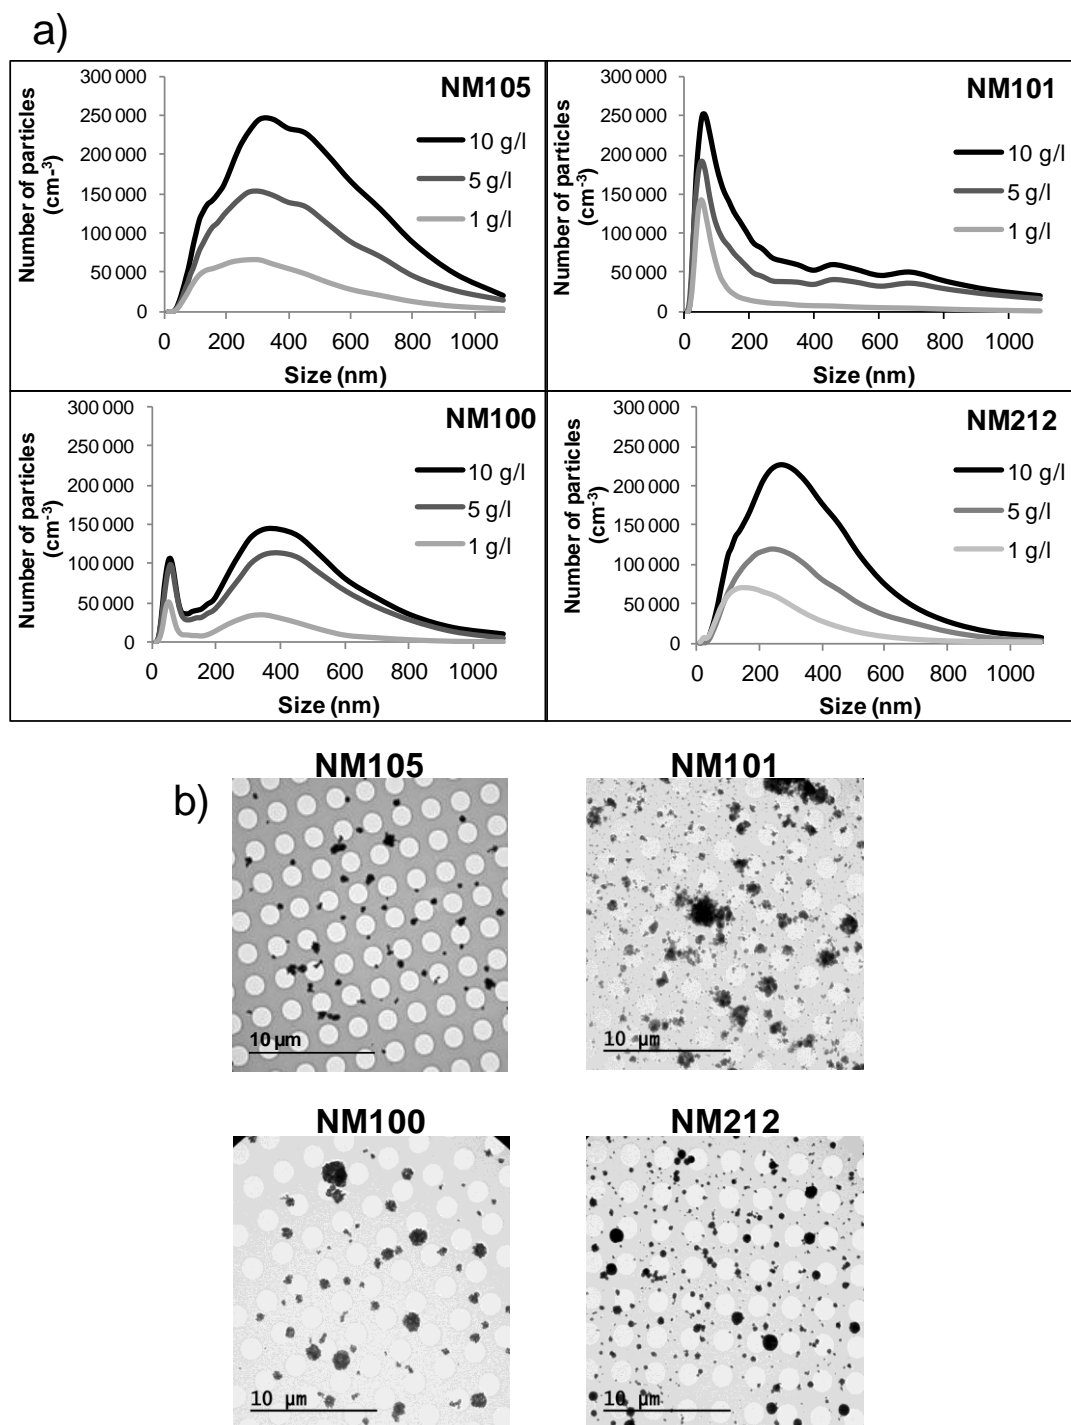 a)
NM105
Number of particles
(cm-3)
300 000
250 000
200 000
150 000
100 000
50 000
0
0 200 400 600 800 1000
Size (nm)
10 g/l
5 g/l
1 g/l
NM101
Number of particles
(cm-3)
300 000
250 000
200 000
150 000
100 000
50 000
0
0 200 400 600 800 1000
Size (nm)
10 g/l
5 g/l
1 g/l
NM100
Number of particles
(cm-3)
300 000
250 000
200 000
150 000
100 000
50 000
0
0 200 400 600 800 1000
Size (nm)
10 g/l
5 g/l
1 g/l
NM212
Number of particles
(cm-3)
300 000
250 000
200 000
150 000
100 000
50 000
0
0 200 400 600 800 1000
Size (nm)
10 g/l
5 g/l
1 g/l
b)
NM105
10 µm
NM101
10 µm
NM100
10 µm
NM212
10 µm